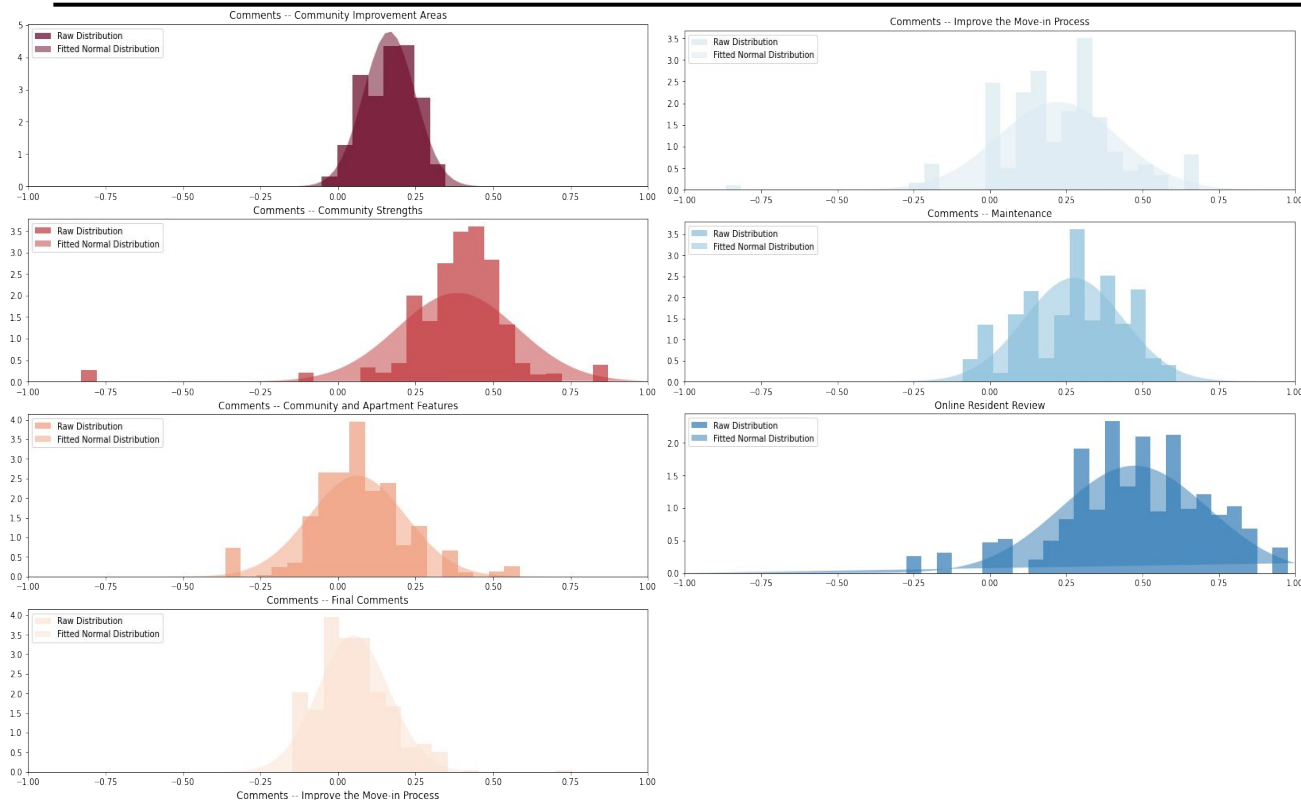 Comments -- Community Improvement Areas
5
4
3
2
1
0
Raw Distribution
Fitted Normal Distribution
−1.00 −0.75 −0.50 −0.25 0.00 0.25 0.50 0.75 1.00
Comments -- Community Strengths
3.5
3.0
2.5
2.0
1.5
1.0
0.5
0.0
Raw Distribution
Fitted Normal Distribution
−1.00 −0.75 −0.50 −0.25 0.00 0.25 0.50 0.75 1.00
Comments -- Community and Apartment Features
4.0
3.5
3.0
2.5
2.0
1.5
1.0
0.5
0.0
Raw Distribution
Fitted Normal Distribution
−1.00 −0.75 −0.50 −0.25 0.00 0.25 0.50 0.75 1.00
Comments -- Final Comments
4.0
3.5
3.0
2.5
2.0
1.5
1.0
0.5
0.0
Raw Distribution
Fitted Normal Distribution
−1.00 −0.75 −0.50 −0.25 0.00 0.25 0.50 0.75 1.00
Comments -- Improve the Move-in Process
Comments -- Improve the Move-in Process
3.5
3.0
2.5
2.0
1.5
1.0
0.5
0.0
Raw Distribution
Fitted Normal Distribution
−1.00 −0.75 −0.50 −0.25 0.00 0.25 0.50 0.75 1.00
Comments -- Maintenance
3.5
3.0
2.5
2.0
1.5
1.0
0.5
0.0
Raw Distribution
Fitted Normal Distribution
−1.00 −0.75 −0.50 −0.25 0.00 0.25 0.50 0.75 1.00
Online Resident Review
2.0
1.5
1.0
0.5
0.0
Raw Distribution
Fitted Normal Distribution
−1.00 −0.75 −0.50 −0.25 0.00 0.25 0.50 0.75 1.00